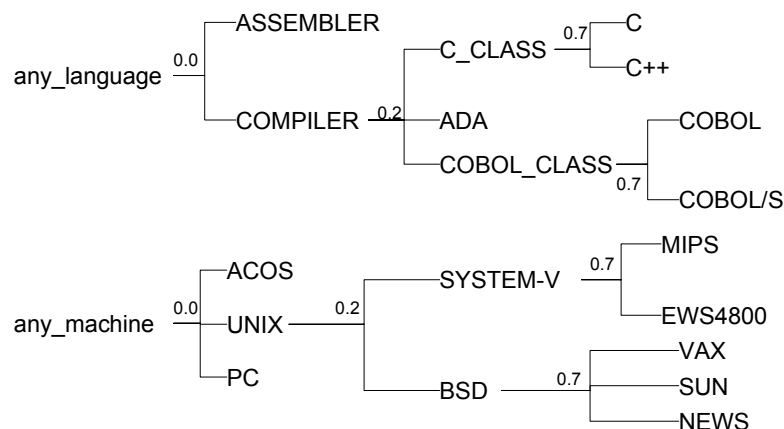 ASSEMBLER
C_CLASS
0.7
C
C++
any_language
0.0
COMPILER
0.2
ADA
COBOL_CLASS
0.7
COBOL
COBOL/S
any_machine
0.0
ACOS
UNIX
PC
0.2
SYSTEM-V
0.7
MIPS
EWS4800
BSD
0.7
VAX
SUN
NEWS